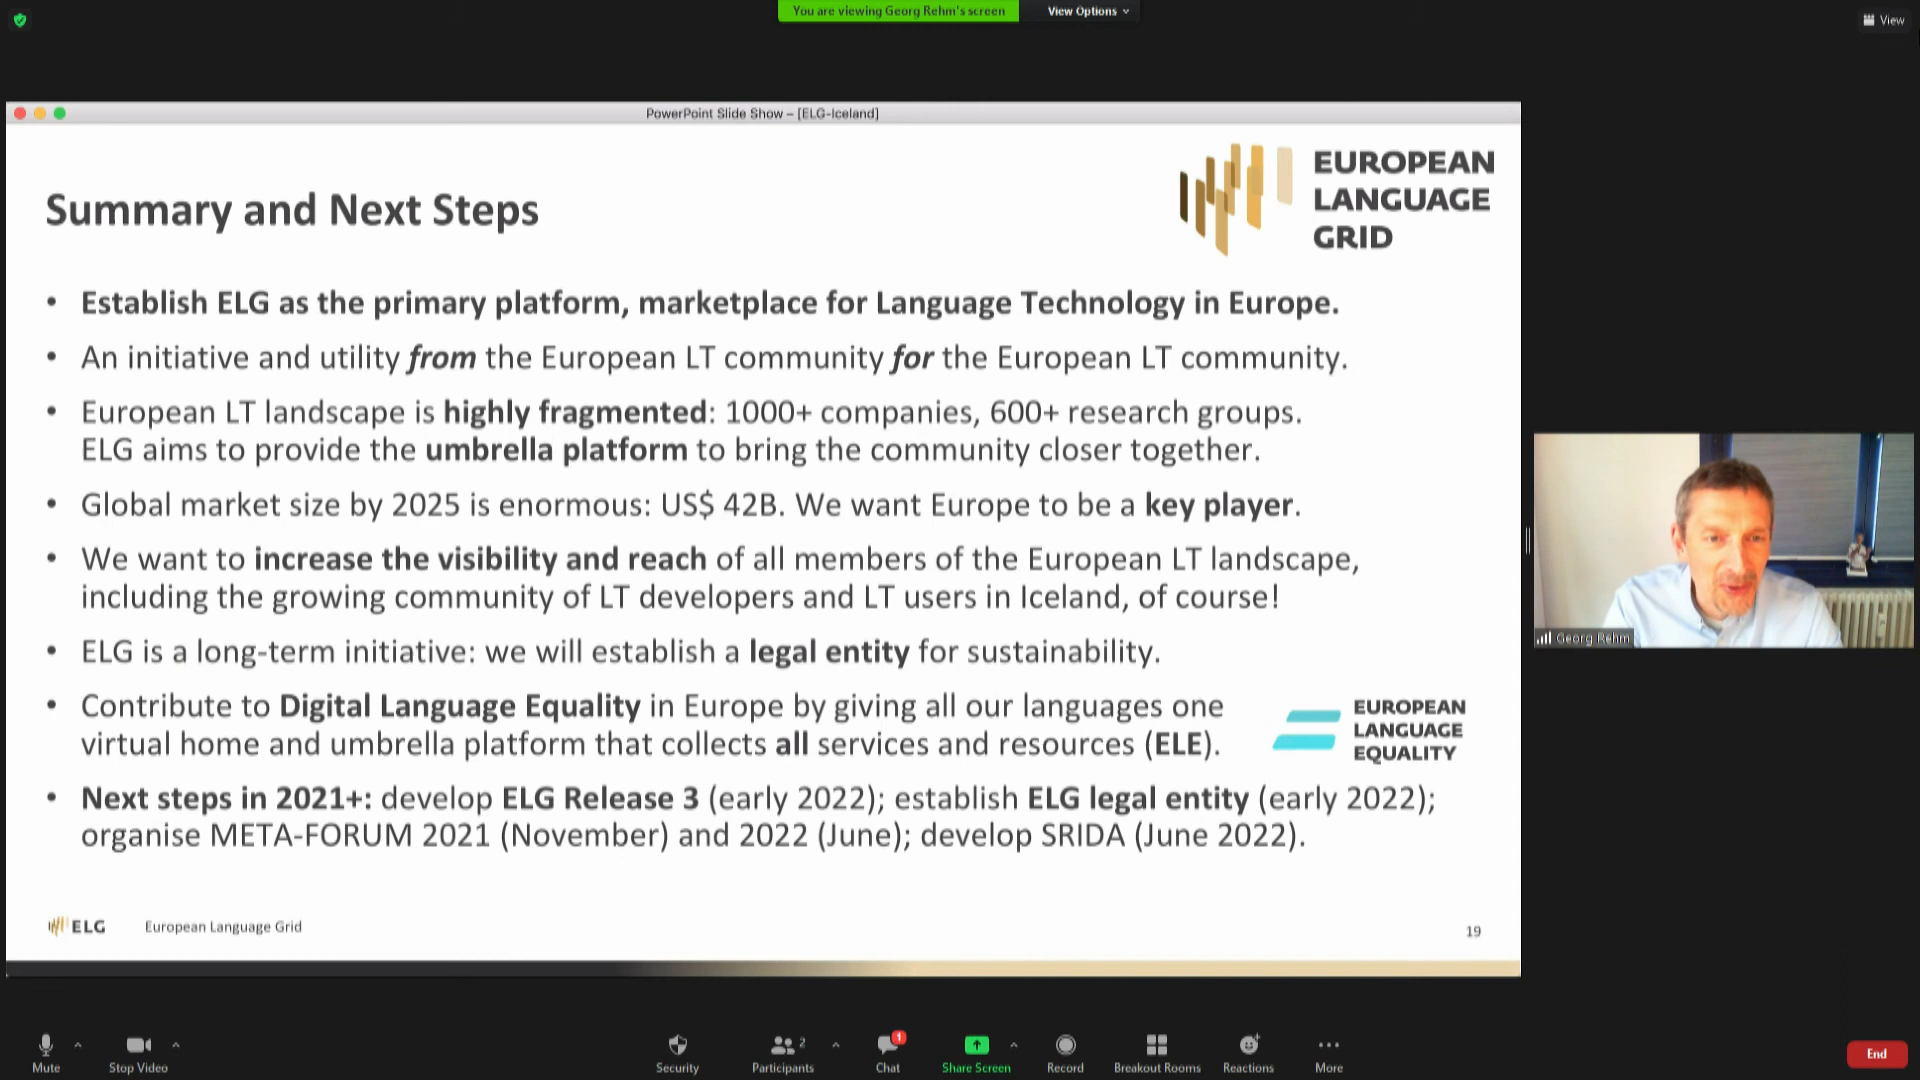 You are viewing Georg Rehm's screen
View Options
View
PowerPoint Slide Show – [ELG-Iceland]
EUROPEAN
LANGUAGE
GRID
Summary and Next Steps
• Establish ELG as the primary platform, marketplace for Language Technology in Europe.
• An initiative and utility from the European LT community for the European LT community.
• European LT landscape is highly fragmented: 1000+ companies, 600+ research groups.
ELG aims to provide the umbrella platform to bring the community closer together.
• Global market size by 2025 is enormous: US$ 42B. We want Europe to be a key player.
• We want to increase the visibility and reach of all members of the European LT landscape,
including the growing community of LT developers and LT users in Iceland, of course!
• ELG is a long-term initiative: we will establish a legal entity for sustainability.
• Contribute to Digital Language Equality in Europe by giving all our languages one
virtual home and umbrella platform that collects all services and resources (ELE).
EUROPEAN
LANGUAGE
EQUALITY
• Next steps in 2021+: develop ELG Release 3 (early 2022); establish ELG legal entity (early 2022);
organise META-FORUM 2021 (November) and 2022 (June); develop SRIDA (June 2022).
ELG European Language Grid
19
Georg Rehm
Mute
Stop Video
Security
2
Participants
1
Chat
Share Screen
Record
Breakout Rooms
Reactions
More
End